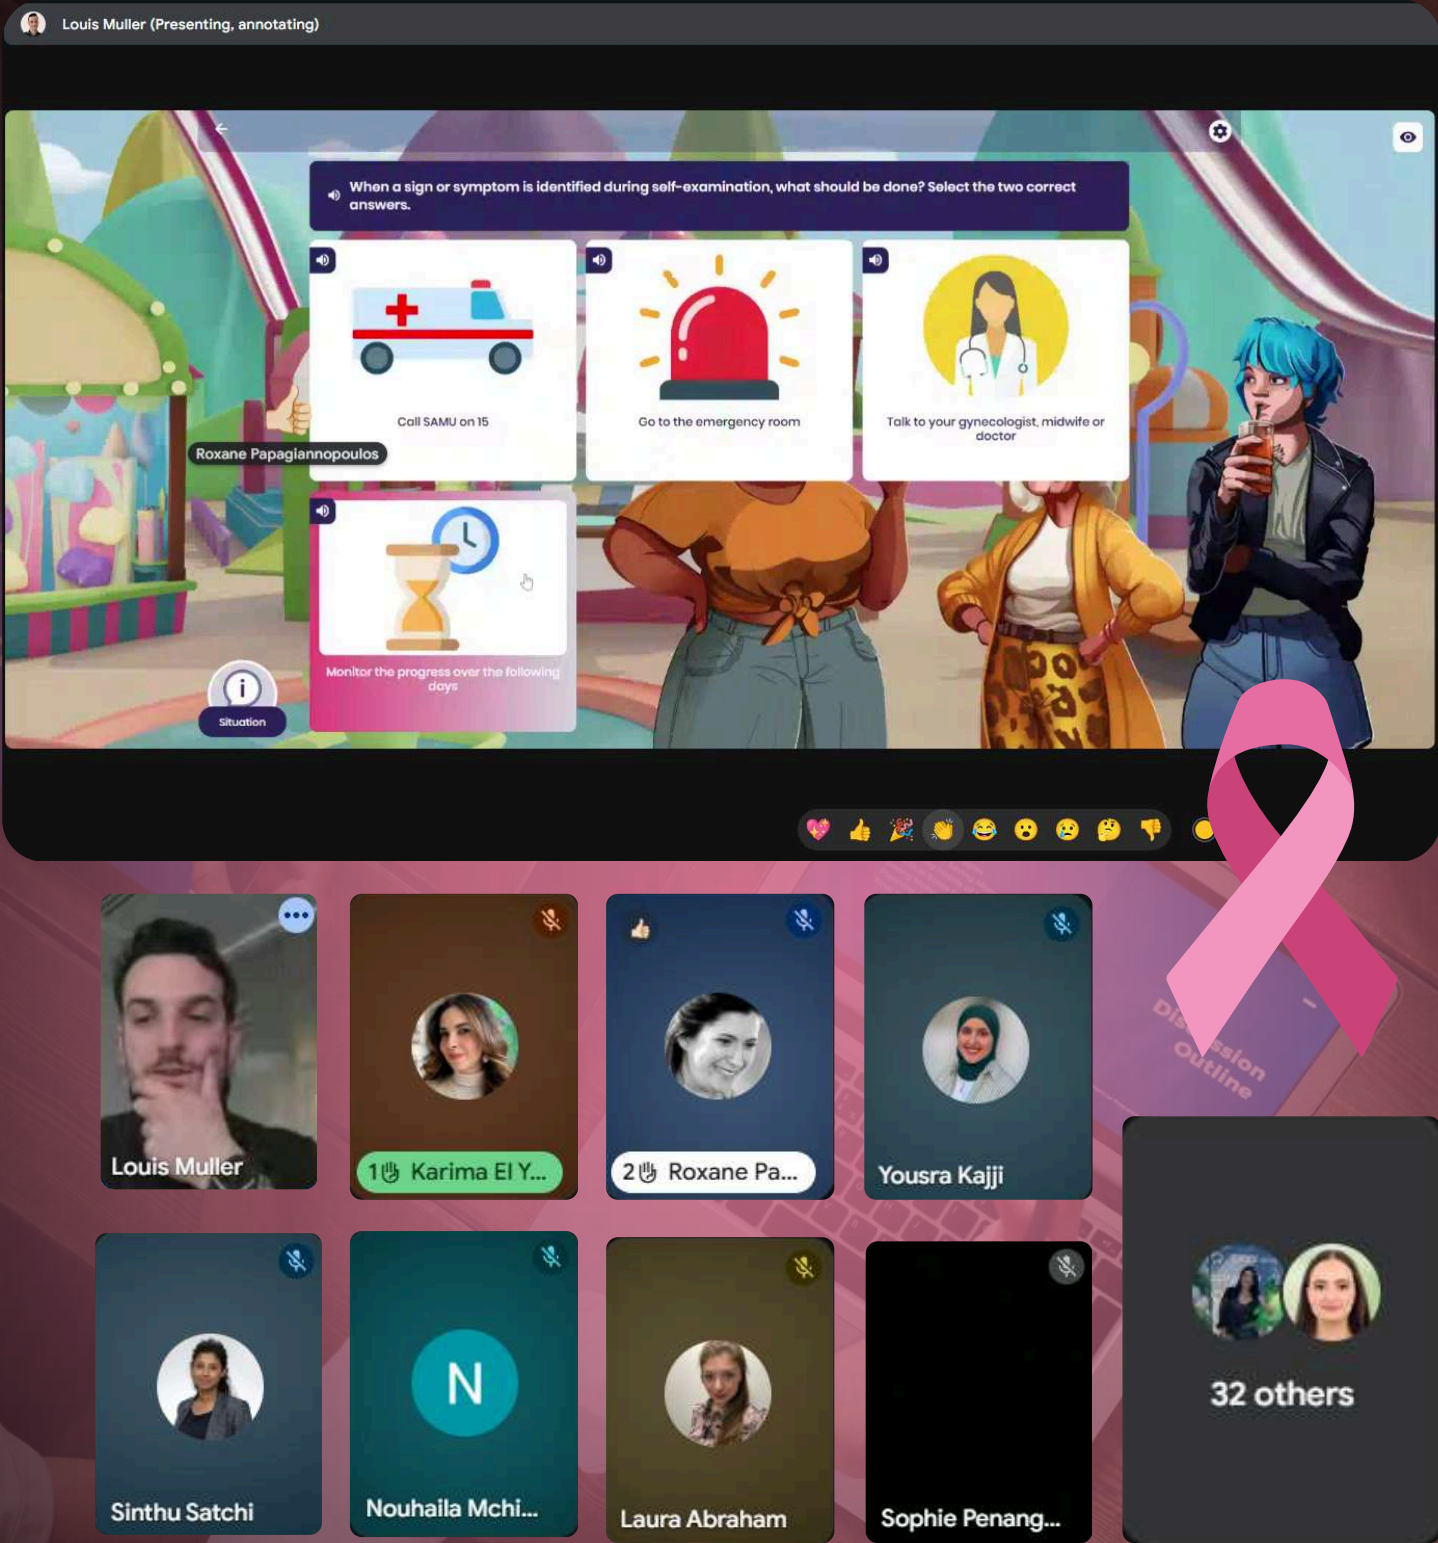 Louis Muller (Presenting, annotating)
When a sign or symptom is identified during self-examination, what should be done? Select the two correct
answers.
Call SAMU on 15
Go to the emergency room
Talk to your gynecologist, midwife or
doctor
Roxane Papagiannopoulos
Monitor the progress over the following
days
i
Situation
Discussion
Outline
Louis Muller
1 Karima El Y...
2 Roxane Pa...
Yousra Kajji
32 others
Sinthu Satchi
N
Nouhaila Mchi...
Laura Abraham
Sophie Penang...